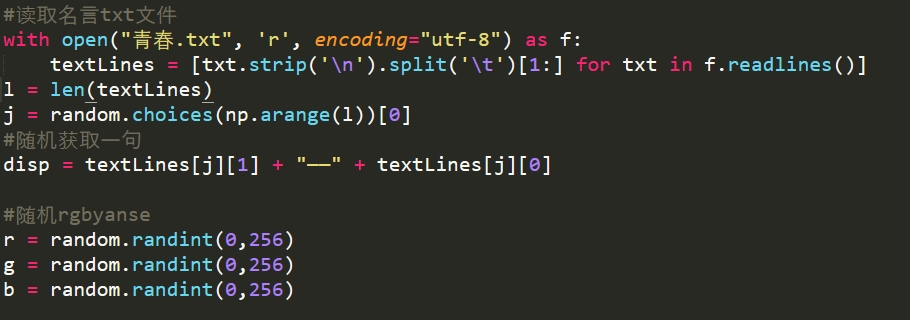 #读取名言txt文件
with open("青春.txt", 'r', encoding="utf-8") as f:
    textLines = [txt.strip('\n').split('\t')[1:] for txt in f.readlines()]
l = len(textLines)
j = random.choices(np.arange(l))[0]
#随机获取一句
disp = textLines[j][1] + "——" + textLines[j][0]
#随机rgbyanse
r = random.randint(0,256)
g = random.randint(0,256)
b = random.randint(0,256)